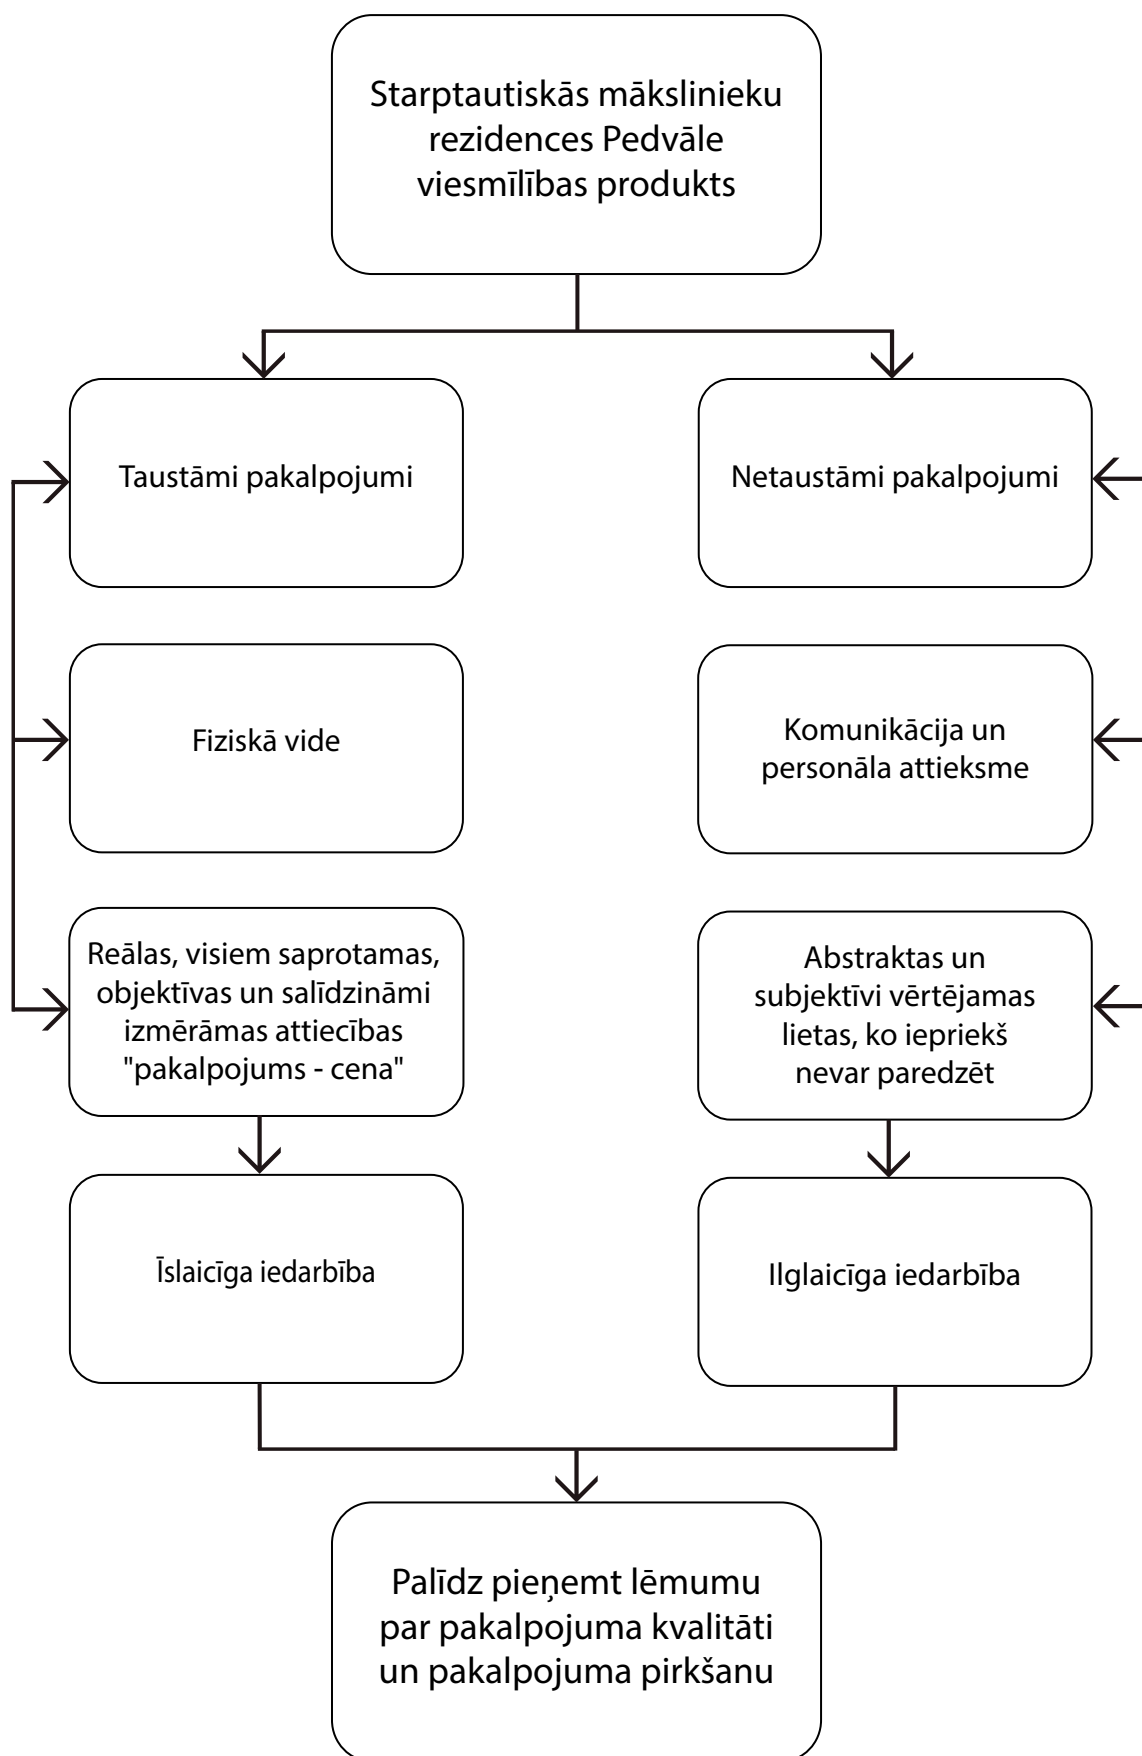 Starptautiskās mākslinieku
rezidences Pedvāle
viesmīlības produkts
Taustāmi pakalpojumi
Netaustāmi pakalpojumi
Fiziskā vide
Komunikācija un
personāla attieksme
Reālas, visiem saprotamas,
objektīvas un salīdzināmi
izmērāmas attiecības
"pakalpojums - cena"
Abstraktas un
subjektīvi vērtējamas
lietas, ko iepriekš
nevar paredzēt
Īslaicīga iedarbība
Ilglaicīga iedarbība
Palīdz pieņemt lēmumu
par pakalpojuma kvalitāti
un pakalpojuma pirkšanu